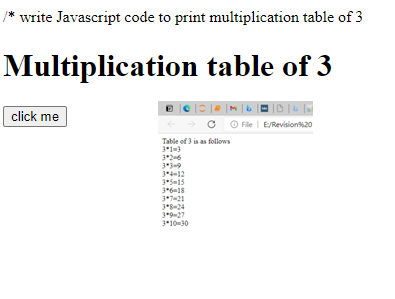 /* write Javascript code to print multiplication table of 3
Multiplication table of 3
click me
File | E:/Revision%20
Table of 3 is as follows
3*1=3
3*2=6
3*3=9
3*4=12
3*5=15
3*6=18
3*7=21
3*8=24
3*9=27
3*10=30